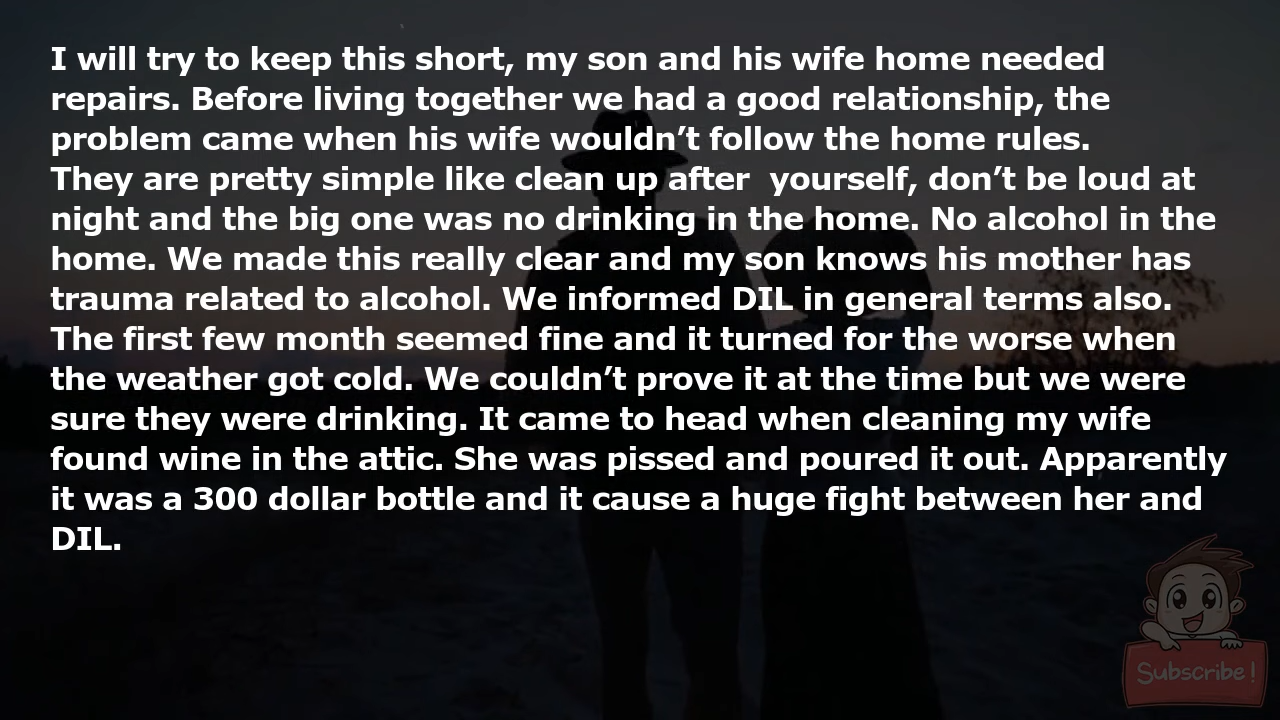 I will try to keep this short, my son and his wife home needed
repairs. Before living together we had a good relationship, the
problem came when his wife wouldn’t follow the home rules.
They are pretty simple like clean up after  yourself, don’t be loud at
night and the big one was no drinking in the home. No alcohol in the
home. We made this really clear and my son knows his mother has
trauma related to alcohol. We informed DIL in general terms also.
The first few month seemed fine and it turned for the worse when
the weather got cold. We couldn’t prove it at the time but we were
sure they were drinking. It came to head when cleaning my wife
found wine in the attic. She was pissed and poured it out. Apparently
it was a 300 dollar bottle and it cause a huge fight between her and
DIL.
Subscribe!